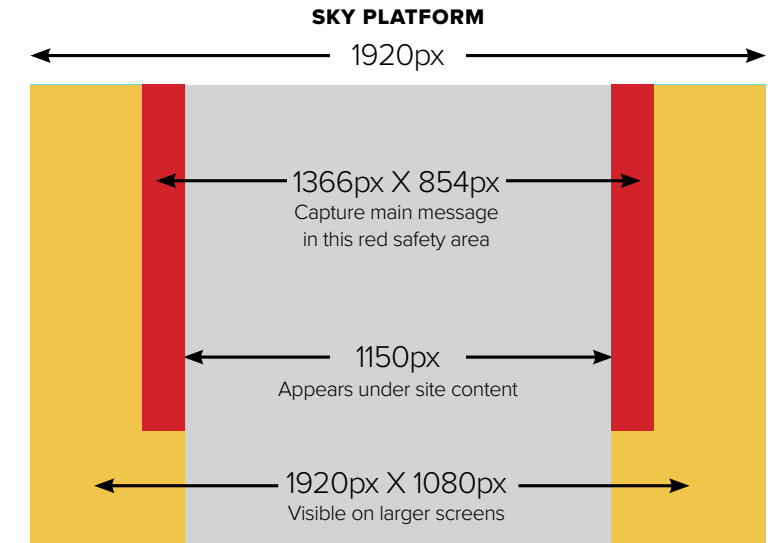 SKY PLATFORM
1920px
1366px X 854px
Capture main message
in this red safety area
1150px
Appears under site content
1920px X 1080px
Visible on larger screens